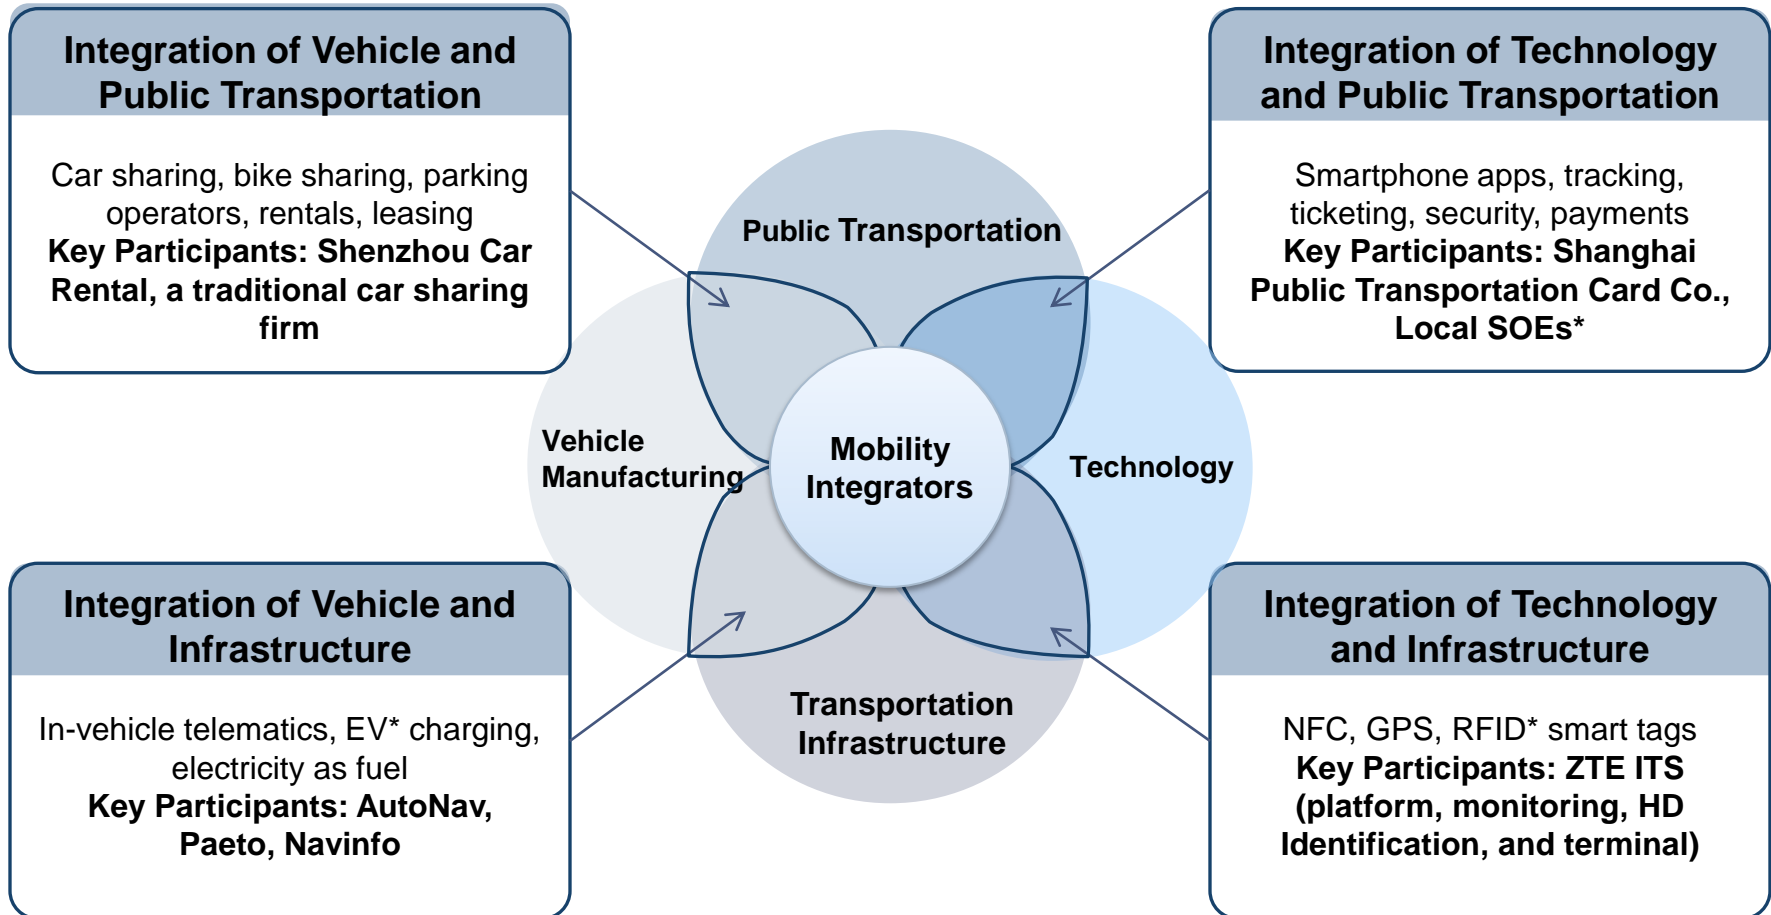 Integration of Vehicle and
Public Transportation
Car sharing, bike sharing, parking
operators, rentals, leasing
Key Participants: Shenzhou Car
Rental, a traditional car sharing
firm
Integration of Technology
and Public Transportation
Smartphone apps, tracking,
ticketing, security, payments
Key Participants: Shanghai
Public Transportation Card Co.,
Local SOEs*
Public Transportation
Vehicle
Manufacturing
Mobility
Integrators
Technology
Transportation
Infrastructure
Integration of Vehicle and
Infrastructure
In-vehicle telematics, EV* charging,
electricity as fuel
Key Participants: AutoNav,
Paeto, Navinfo
Integration of Technology
and Infrastructure
NFC, GPS, RFID* smart tags
Key Participants: ZTE ITS
(platform, monitoring, HD
Identification, and terminal)